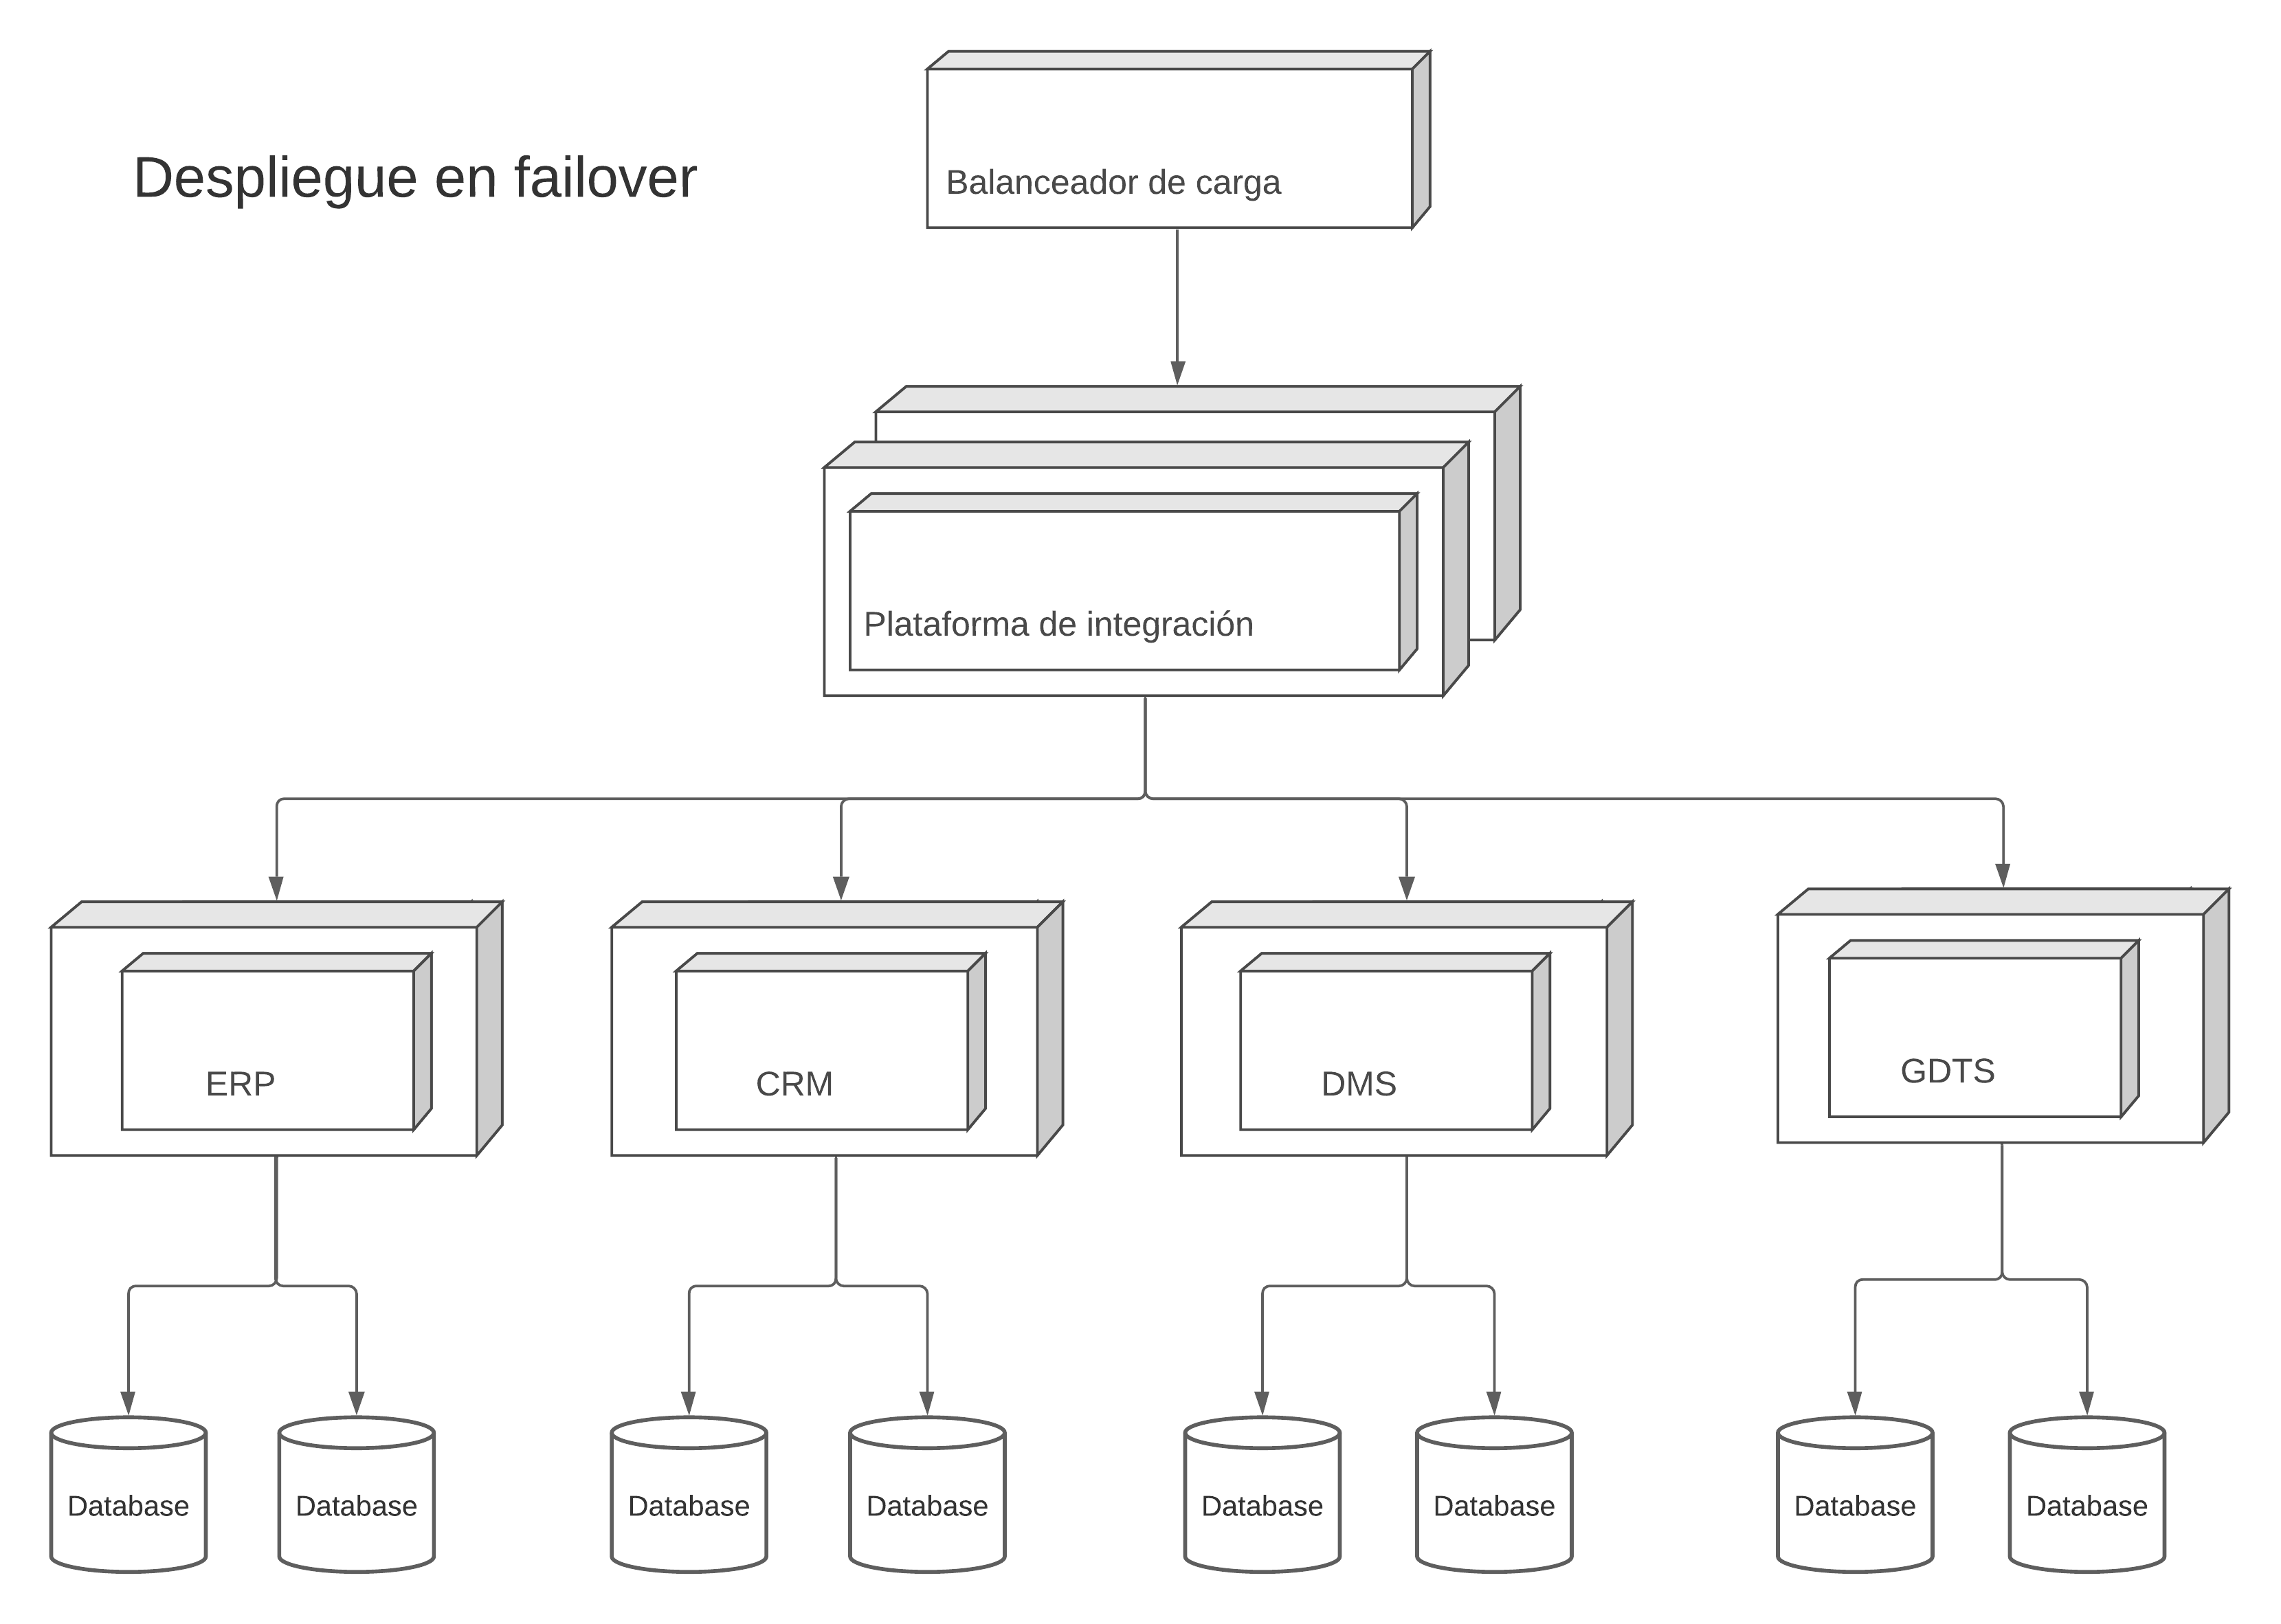 Despliegue en failover
Balanceador de carga
Plataforma de integración
ERP
CRM
DMS
GDTS
Database
Database
Database
Database
Database
Database
Database
Database